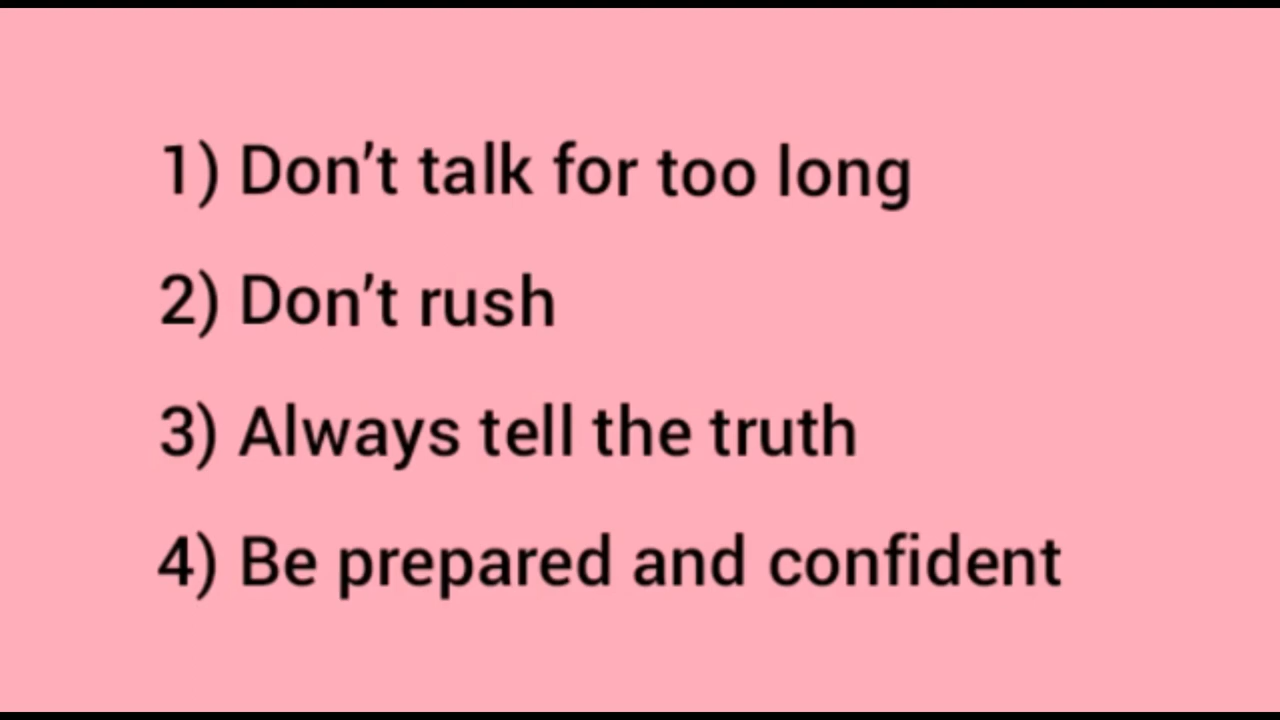 1) Don’t talk for too long
2) Don’t rush
3) Always tell the truth
4) Be prepared and confident